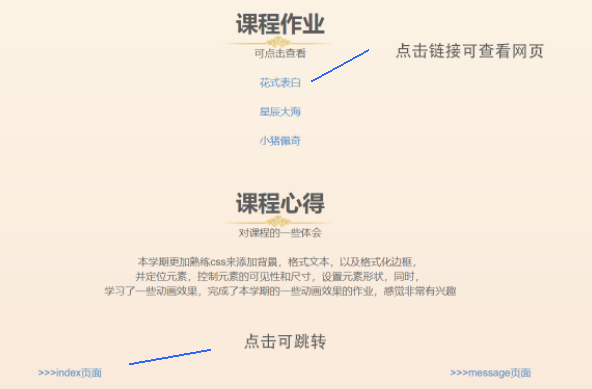 课程作业
可点击查看
点击链接可查看网页
花式表白
星辰大海
小猪佩奇
课程心得
对课程的一些体会
本学期更加熟练css来添加背景，格式文本，以及格式化边框，
并定位元素，控制元素的可见性和尺寸，设置元素形状，同时，
学习了一些动画效果，完成了本学期的一些动画效果的作业，感觉非常有兴趣
点击可跳转
>>>index页面
>>>message页面